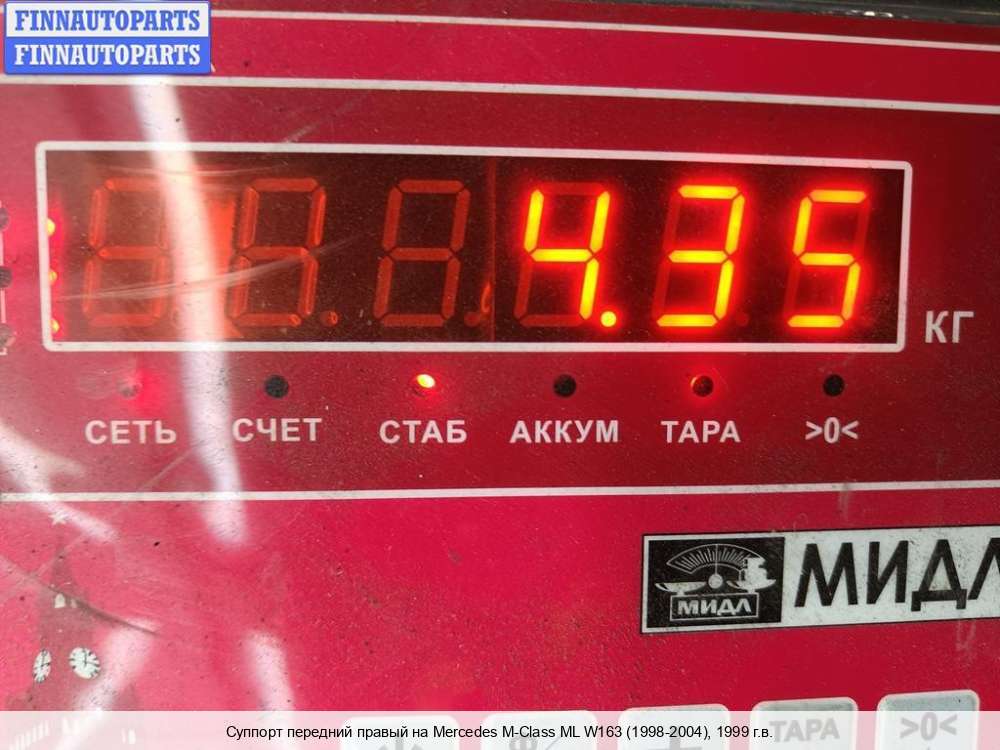 FINNAUTOPARTS
FINNAUTOPARTS
4.35
КГ
СЕТЬ СЧЕТ СТАБ АККУМ ТАРА >0<
МИДЛ МИДЛ
ТАРА >0<
Суппорт передний правый на Mercedes M-Class ML W163 (1998-2004), 1999 г.в.